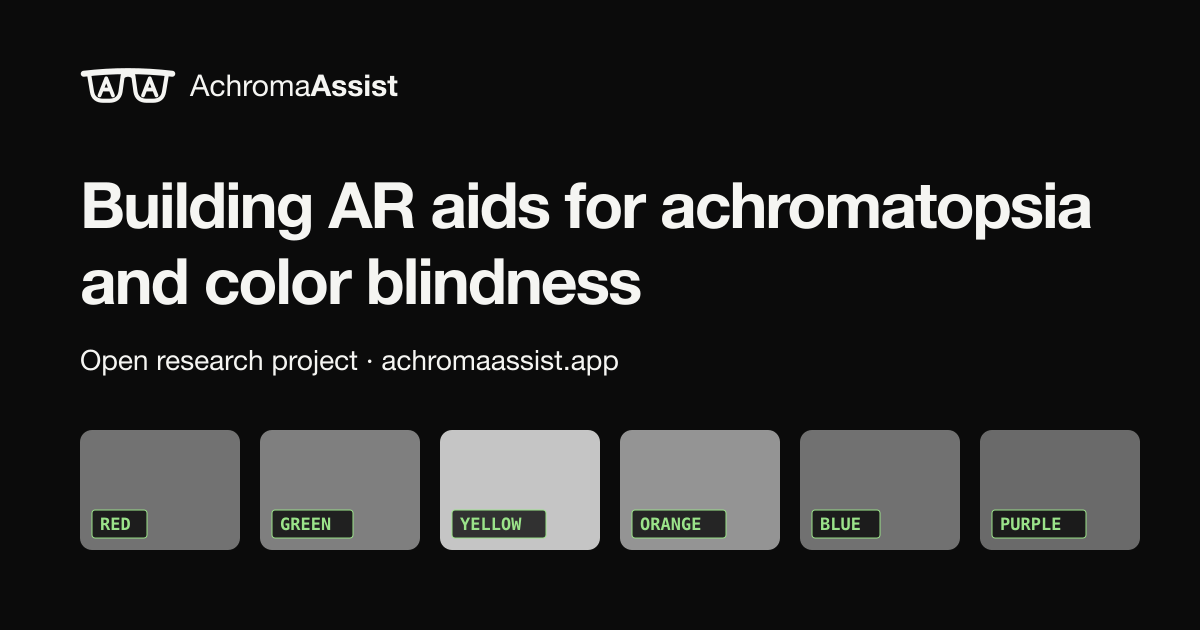 AA AchromaAssist
Building AR aids for achromatopsia
and color blindness
Open research project · achromaassist.app
RED GREEN YELLOW ORANGE BLUE PURPLE